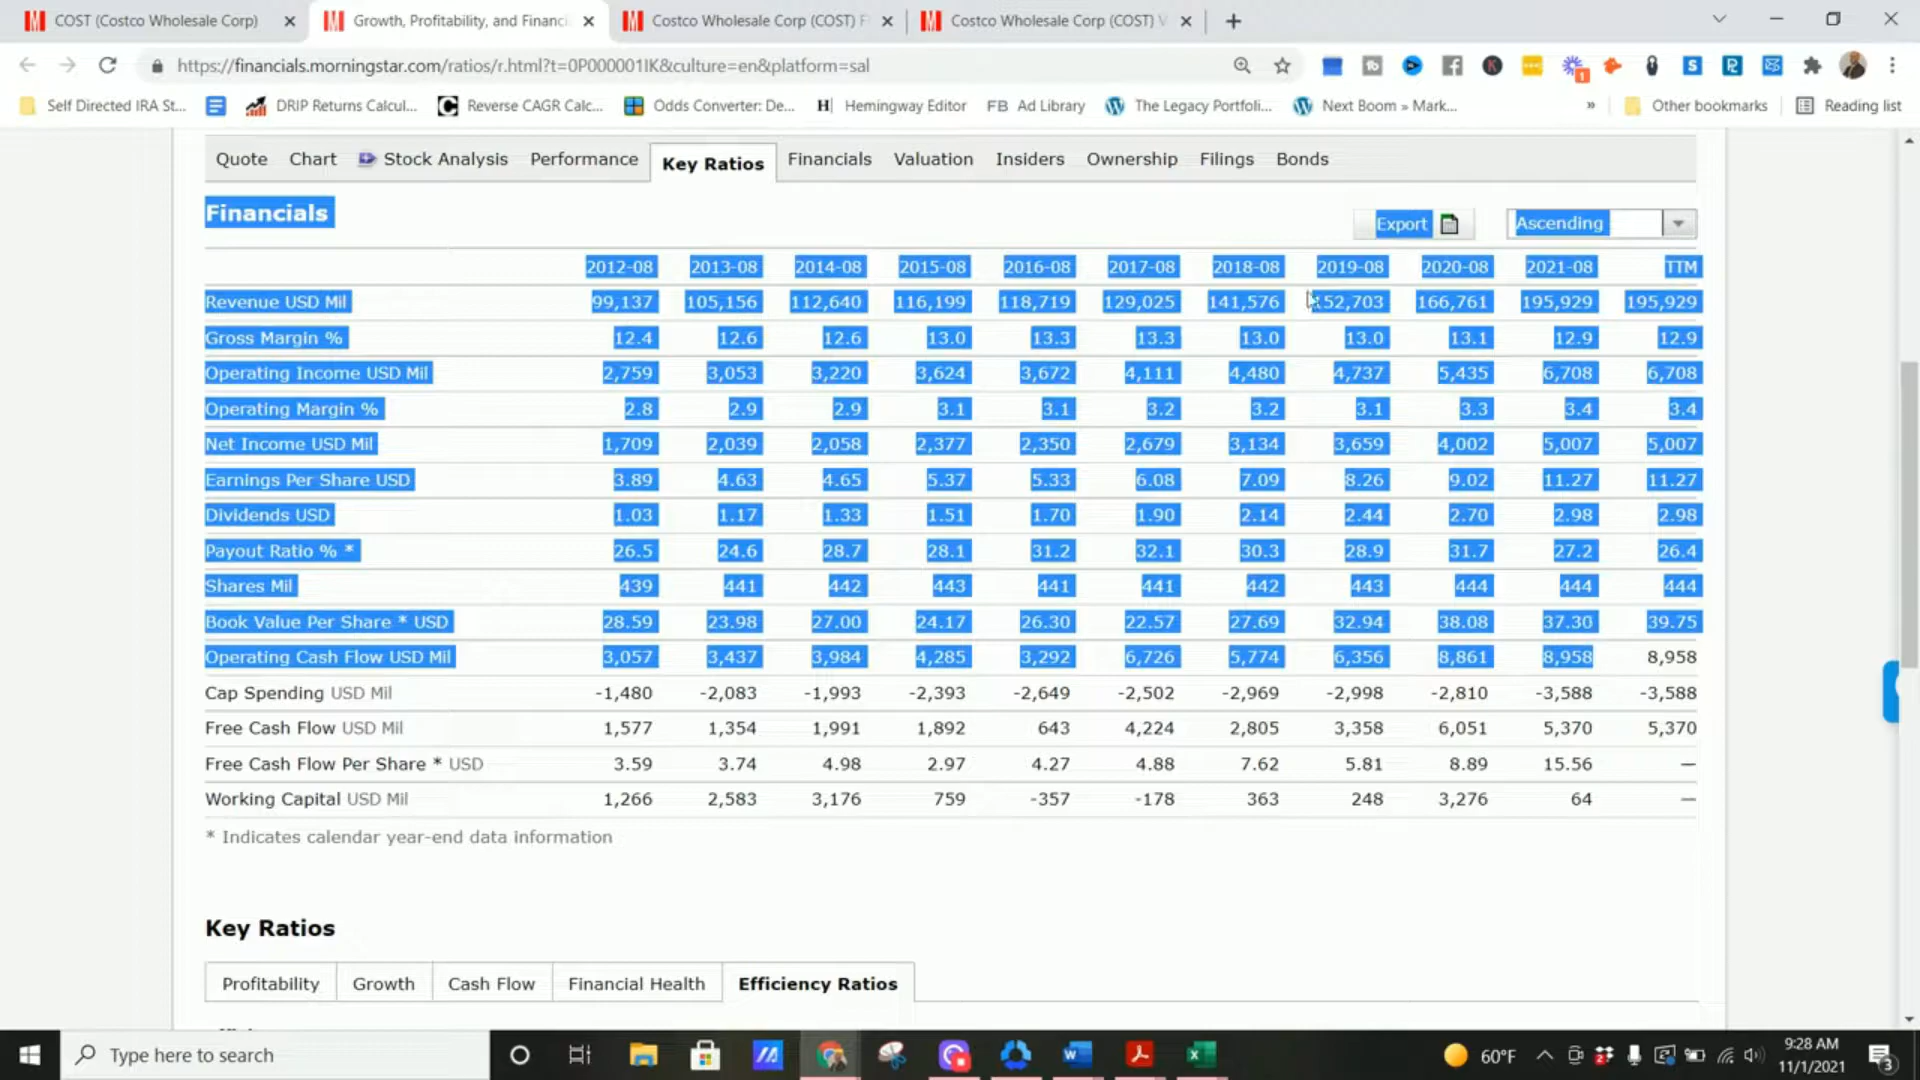 COST (Costco Wholesale Corp)
Growth, Profitability, and Financi
Costco Wholesale Corp (COST) F
Costco Wholesale Corp (COST) V
https://financials.morningstar.com/ratios/r.html?t=0P000001IK&culture=en&platform=sal
Self Directed IRA St... DRIP Returns Calcul... Reverse CAGR Calc... Odds Converter: De... Hemingway Editor FB Ad Library The Legacy Portfoli... Next Boom » Mark... » Other bookmarks Reading list
Quote Chart Stock Analysis Performance Key Ratios Financials Valuation Insiders Ownership Filings Bonds
Financials
Export Ascending
2012-08 2013-08 2014-08 2015-08 2016-08 2017-08 2018-08 2019-08 2020-08 2021-08 TTM
Revenue USD Mil 99,137 105,156 112,640 116,199 118,719 129,025 141,576 152,703 166,761 195,929 195,929
Gross Margin % 12.4 12.6 12.6 13.0 13.3 13.3 13.0 13.0 13.1 12.9 12.9
Operating Income USD Mil 2,759 3,053 3,220 3,624 3,672 4,111 4,480 4,737 5,435 6,708 6,708
Operating Margin % 2.8 2.9 2.9 3.1 3.1 3.2 3.2 3.1 3.3 3.4 3.4
Net Income USD Mil 1,709 2,039 2,058 2,377 2,350 2,679 3,134 3,659 4,002 5,007 5,007
Earnings Per Share USD 3.89 4.63 4.65 5.37 5.33 6.08 7.09 8.26 9.02 11.27 11.27
Dividends USD 1.03 1.17 1.33 1.51 1.70 1.90 2.14 2.44 2.70 2.98 2.98
Payout Ratio % * 26.5 24.6 28.7 28.1 31.2 32.1 30.3 28.9 31.7 27.2 26.4
Shares Mil 439 441 442 443 441 441 442 443 444 444 444
Book Value Per Share * USD 28.59 23.98 27.00 24.17 26.30 22.57 27.69 32.94 38.08 37.30 39.75
Operating Cash Flow USD Mil 3,057 3,437 3,984 4,285 3,292 6,726 5,774 6,356 8,861 8,958 8,958
Cap Spending USD Mil -1,480 -2,083 -1,993 -2,393 -2,649 -2,502 -2,969 -2,998 -2,810 -3,588 -3,588
Free Cash Flow USD Mil 1,577 1,354 1,991 1,892 643 4,224 2,805 3,358 6,051 5,370 5,370
Free Cash Flow Per Share * USD 3.59 3.74 4.98 2.97 4.27 4.88 7.62 5.81 8.89 15.56 —
Working Capital USD Mil 1,266 2,583 3,176 759 -357 -178 363 248 3,276 64 —
* Indicates calendar year-end data information
Key Ratios
Profitability Growth Cash Flow Financial Health Efficiency Ratios
Type here to search
60°F
9:28 AM
11/1/2021
3